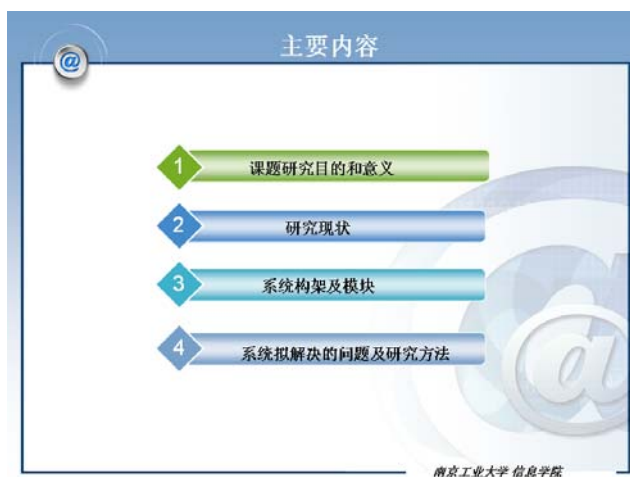 主要内容
@
1 课题研究目的和意义
2 研究现状
3 系统构架及模块
4 系统拟解决的问题及研究方法
南京工业大学 信息学院